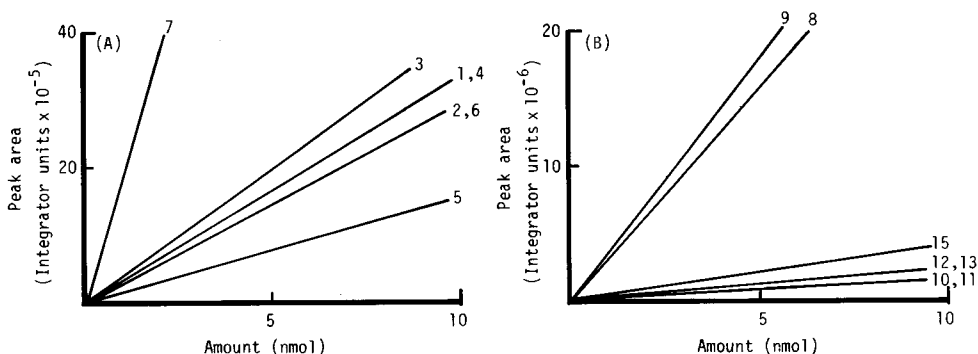 40
(A)
7
3
1,4
2,6
20
5
Peak area
(Integrator units x 10⁻⁵)
5
10
Amount (nmol)
20
(B)
9
8
10
15
12,13
10,11
Peak area
(Integrator units x 10⁻⁶)
5
10
Amount (nmol)